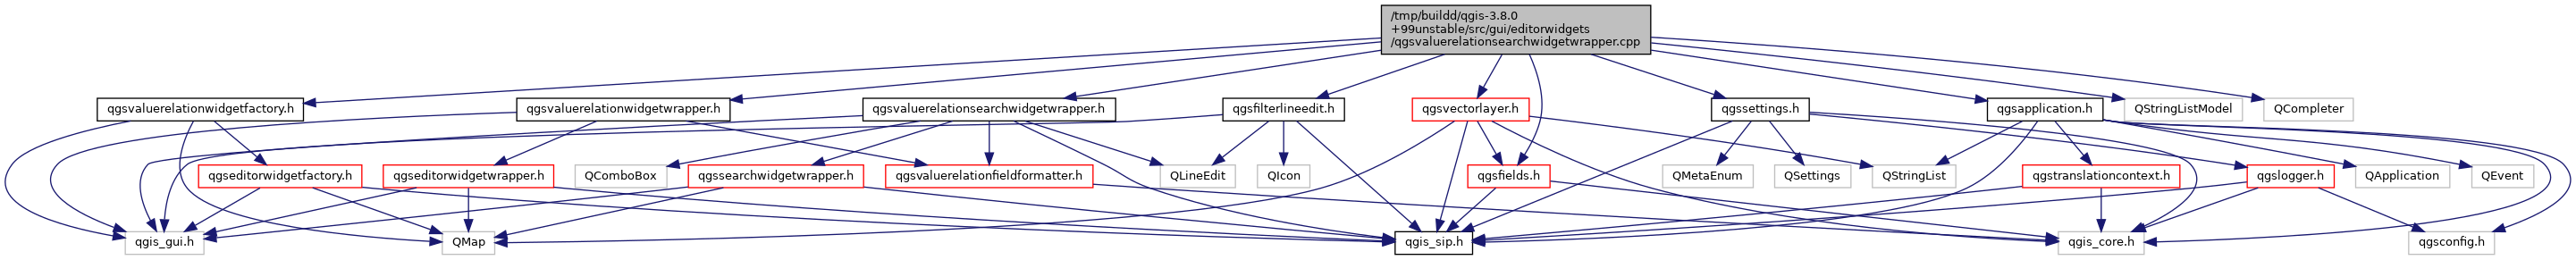 /tmp/buildd/qgis-3.8.0
+99unstable/src/gui/editorwidgets
/qgsvaluerelationsearchwidgetwrapper.cpp
qgsvaluerelationwidgetfactory.h
qgsvaluerelationwidgetwrapper.h
qgsvaluerelationsearchwidgetwrapper.h
qgsfilterlineedit.h
qgsvectorlayer.h
qgssettings.h
qgsapplication.h
QStringListModel
QCompleter
qgseditorwidgetfactory.h
qgseditorwidgetwrapper.h
QComboBox
qgssearchwidgetwrapper.h
qgsvaluerelationfieldformatter.h
QLineEdit
QIcon
qgsfields.h
QMetaEnum
QSettings
QStringList
qgstranslationcontext.h
qgslogger.h
QApplication
QEvent
qgis_gui.h
QMap
qgis_sip.h
qgis_core.h
qgsconfig.h